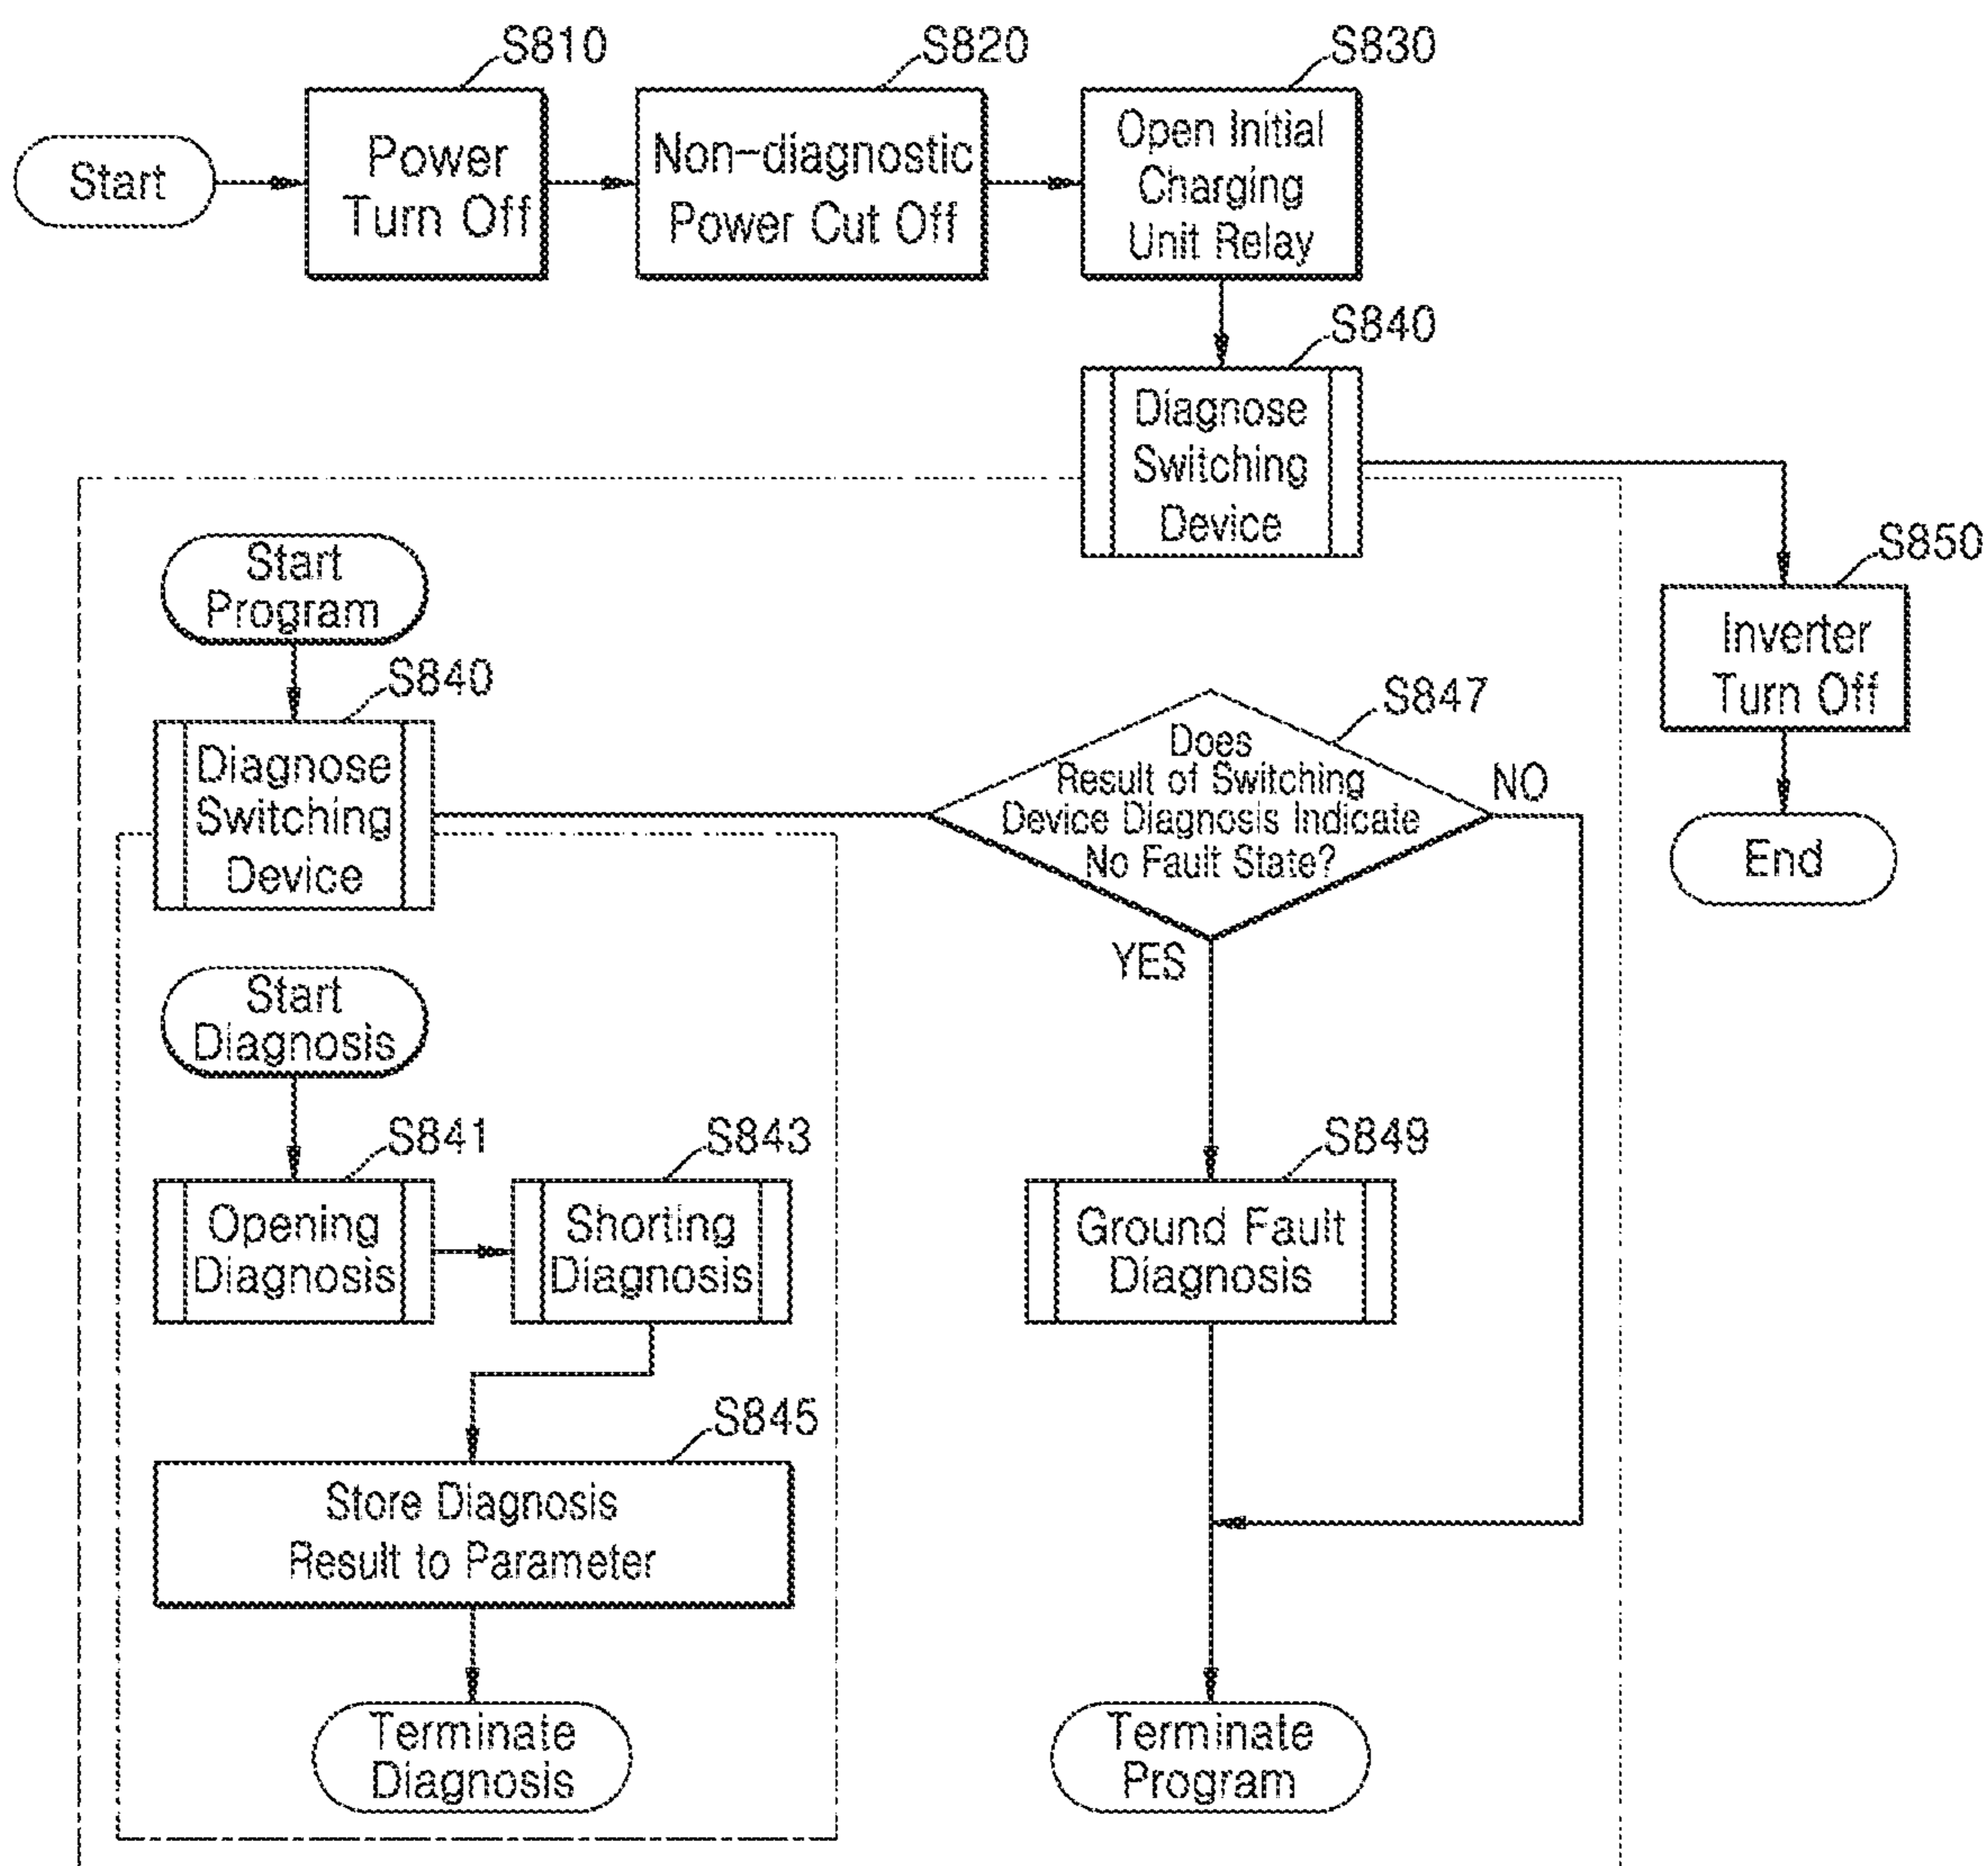 S810
S820
S830
Start
Power
Turn Off
Non-diagnostic
Power Cut Off
Open Initial
Charging
Unit Relay
S840
Diagnose
Switching
Device
S850
Inverter
Turn Off
End
Start
Program
S840
Diagnose
Switching
Device
S847
Does
Result of Switching
Device Diagnosis Indicate
No Fault State?
NO
YES
Start
Diagnosis
S841
Opening
Diagnosis
S843
Shorting
Diagnosis
S849
Ground Fault
Diagnosis
S845
Store Diagnosis
Result to Parameter
Terminate
Diagnosis
Terminate
Program